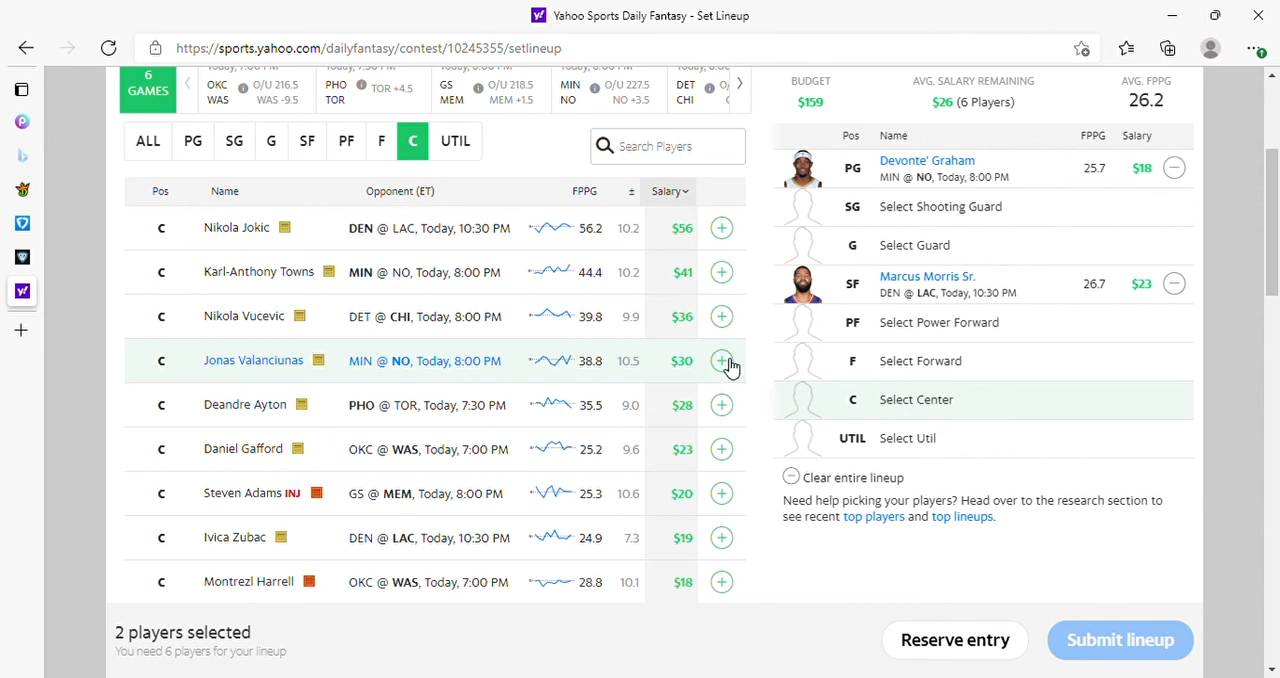 Yahoo Sports Daily Fantasy - Set Lineup
https://sports.yahoo.com/dailyfantasy/contest/10245355/setlineup
6 GAMES
OKC O/U 216.5
WAS WAS -9.5
PHO TOR +4.5
TOR
GS O/U 218.5
MEM MEM +1.5
MIN O/U 227.5
NO NO +3.5
DET
CHI
BUDGET
$159
AVG. SALARY REMAINING
$26 (6 Players)
AVG. FPPG
26.2
ALL PG SG G SF PF F C UTIL
Search Players
Pos Name Opponent (ET) FPPG ± Salary
C Nikola Jokic DEN @ LAC, Today, 10:30 PM 56.2 10.2 $56
C Karl-Anthony Towns MIN @ NO, Today, 8:00 PM 44.4 10.2 $41
C Nikola Vucevic DET @ CHI, Today, 8:00 PM 39.8 9.9 $36
C Jonas Valanciunas MIN @ NO, Today, 8:00 PM 38.8 10.5 $30
C Deandre Ayton PHO @ TOR, Today, 7:30 PM 35.5 9.0 $28
C Daniel Gafford OKC @ WAS, Today, 7:00 PM 25.2 9.6 $23
C Steven Adams INJ GS @ MEM, Today, 8:00 PM 25.3 10.6 $20
C Ivica Zubac DEN @ LAC, Today, 10:30 PM 24.9 7.3 $19
C Montrezl Harrell OKC @ WAS, Today, 7:00 PM 28.8 10.1 $18
Pos Name FPPG Salary
PG Devonte' Graham 25.7 $18
MIN @ NO, Today, 8:00 PM
SG Select Shooting Guard
G Select Guard
SF Marcus Morris Sr. 26.7 $23
DEN @ LAC, Today, 10:30 PM
PF Select Power Forward
F Select Forward
C Select Center
UTIL Select Util
Clear entire lineup
Need help picking your players? Head over to the research section to
see recent top players and top lineups.
2 players selected
You need 6 players for your lineup
Reserve entry
Submit lineup